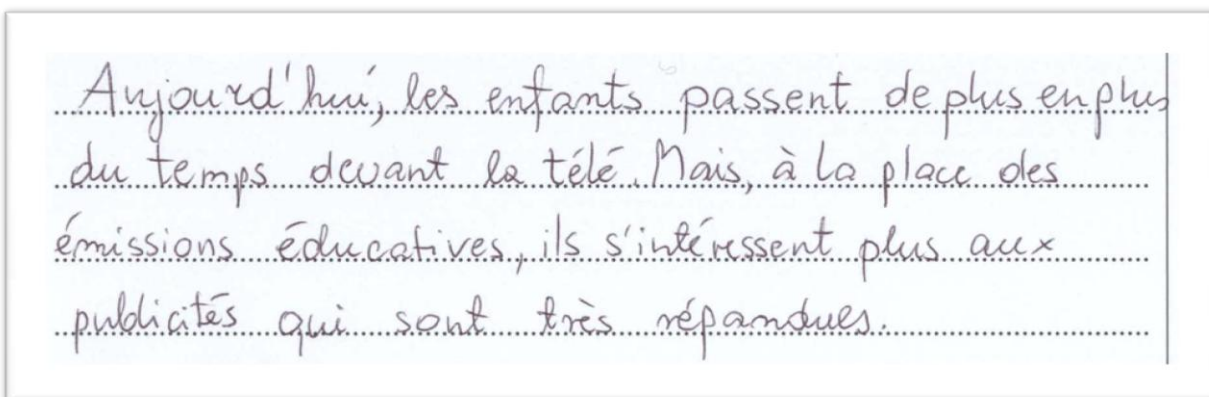 Aujourd'hui, les enfants passent de plus en plus
du temps devant la télé. Mais, à la place des
émissions éducatives, ils s'intéressent plus aux
publicités qui sont très répandues.